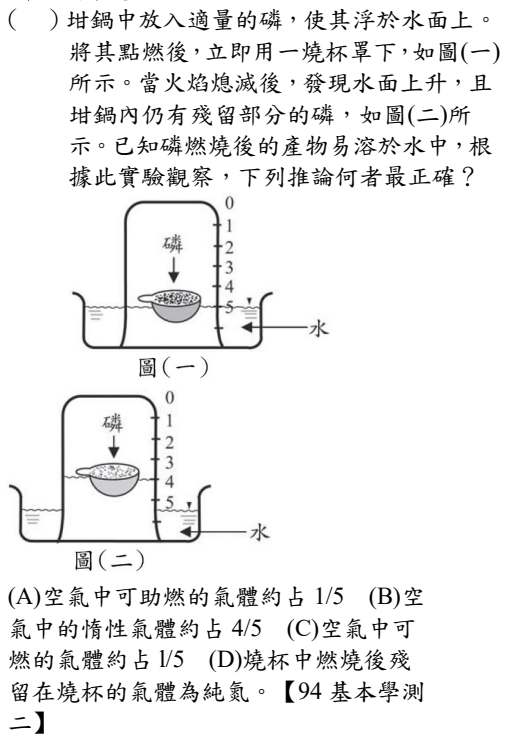 (　)坩鍋中放入適量的磷，使其浮於水面上。
將其點燃後，立即用一燒杯罩下，如圖(一)
所示。當火焰熄滅後，發現水面上升，且
坩鍋內仍有殘留部分的磷，如圖(二)所
示。已知磷燃燒後的產物易溶於水中，根
據此實驗觀察，下列推論何者最正確？
0
1
磷
2
3
4
5
水
圖(一)
0
磷
1
2
3
4
5
水
圖(二)
(A)空氣中可助燃的氣體約占 1/5　(B)空
氣中的惰性氣體約占 4/5　(C)空氣中可
燃的氣體約占 1/5　(D)燒杯中燃燒後殘
留在燒杯的氣體為純氮。【94 基本學測
二】